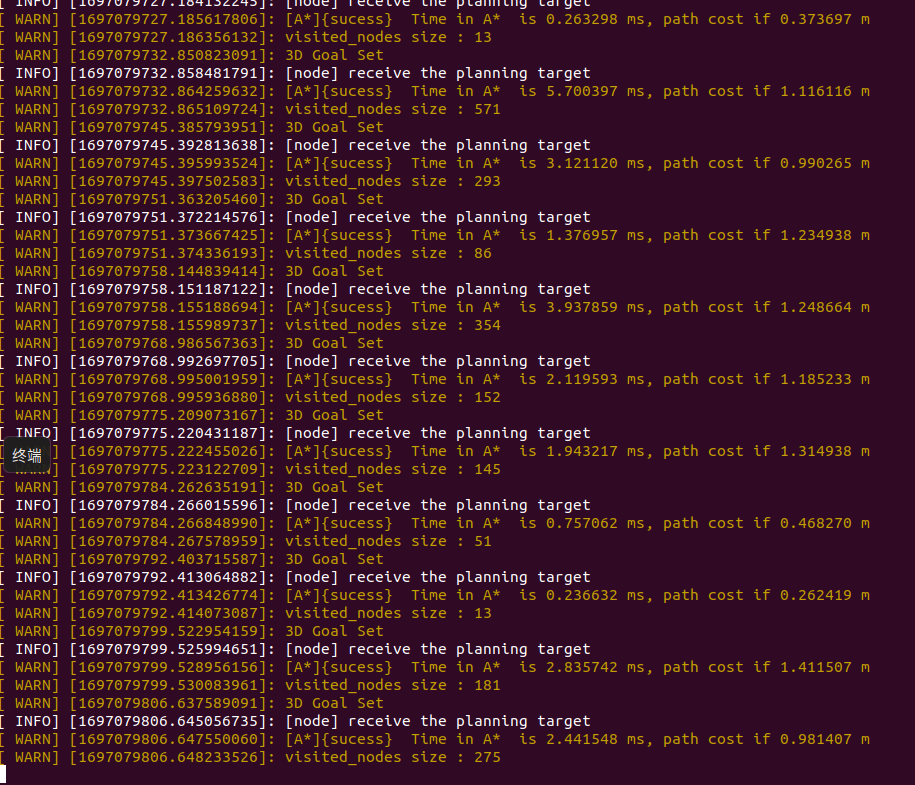 [ INFO] [1697079727.184132243]: [node] receive the planning target
[ WARN] [1697079727.185617806]: [A*]{sucess}  Time in A*  is 0.263298 ms, path cost if 0.373697 m
[ WARN] [1697079727.186356132]: visited_nodes size : 13
[ WARN] [1697079732.850823091]: 3D Goal Set
[ INFO] [1697079732.858481791]: [node] receive the planning target
[ WARN] [1697079732.864259632]: [A*]{sucess}  Time in A*  is 5.700397 ms, path cost if 1.116116 m
[ WARN] [1697079732.865109724]: visited_nodes size : 571
[ WARN] [1697079745.385793951]: 3D Goal Set
[ INFO] [1697079745.392813638]: [node] receive the planning target
[ WARN] [1697079745.395993524]: [A*]{sucess}  Time in A*  is 3.121120 ms, path cost if 0.990265 m
[ WARN] [1697079745.397502583]: visited_nodes size : 293
[ WARN] [1697079751.363205460]: 3D Goal Set
[ INFO] [1697079751.372214576]: [node] receive the planning target
[ WARN] [1697079751.373667425]: [A*]{sucess}  Time in A*  is 1.376957 ms, path cost if 1.234938 m
[ WARN] [1697079751.374336193]: visited_nodes size : 86
[ WARN] [1697079758.144839414]: 3D Goal Set
[ INFO] [1697079758.151187122]: [node] receive the planning target
[ WARN] [1697079758.155188694]: [A*]{sucess}  Time in A*  is 3.937859 ms, path cost if 1.248664 m
[ WARN] [1697079758.155989737]: visited_nodes size : 354
[ WARN] [1697079768.986567363]: 3D Goal Set
[ INFO] [1697079768.992697705]: [node] receive the planning target
[ WARN] [1697079768.995001959]: [A*]{sucess}  Time in A*  is 2.119593 ms, path cost if 1.185233 m
[ WARN] [1697079768.995936880]: visited_nodes size : 152
[ WARN] [1697079775.209073167]: 3D Goal Set
[ INFO] [1697079775.220431187]: [node] receive the planning target
终端 ] [1697079775.222455026]: [A*]{sucess}  Time in A*  is 1.943217 ms, path cost if 1.314938 m
[ WARN] [1697079775.223122709]: visited_nodes size : 145
[ WARN] [1697079784.262635191]: 3D Goal Set
[ INFO] [1697079784.266015596]: [node] receive the planning target
[ WARN] [1697079784.266848990]: [A*]{sucess}  Time in A*  is 0.757062 ms, path cost if 0.468270 m
[ WARN] [1697079784.267578959]: visited_nodes size : 51
[ WARN] [1697079792.403715587]: 3D Goal Set
[ INFO] [1697079792.413064882]: [node] receive the planning target
[ WARN] [1697079792.413426774]: [A*]{sucess}  Time in A*  is 0.236632 ms, path cost if 0.262419 m
[ WARN] [1697079792.414073087]: visited_nodes size : 13
[ WARN] [1697079799.522954159]: 3D Goal Set
[ INFO] [1697079799.525994651]: [node] receive the planning target
[ WARN] [1697079799.528956156]: [A*]{sucess}  Time in A*  is 2.835742 ms, path cost if 1.411507 m
[ WARN] [1697079799.530083961]: visited_nodes size : 181
[ WARN] [1697079806.637589091]: 3D Goal Set
[ INFO] [1697079806.645056735]: [node] receive the planning target
[ WARN] [1697079806.647550060]: [A*]{sucess}  Time in A*  is 2.441548 ms, path cost if 0.981407 m
[ WARN] [1697079806.648233526]: visited_nodes size : 275